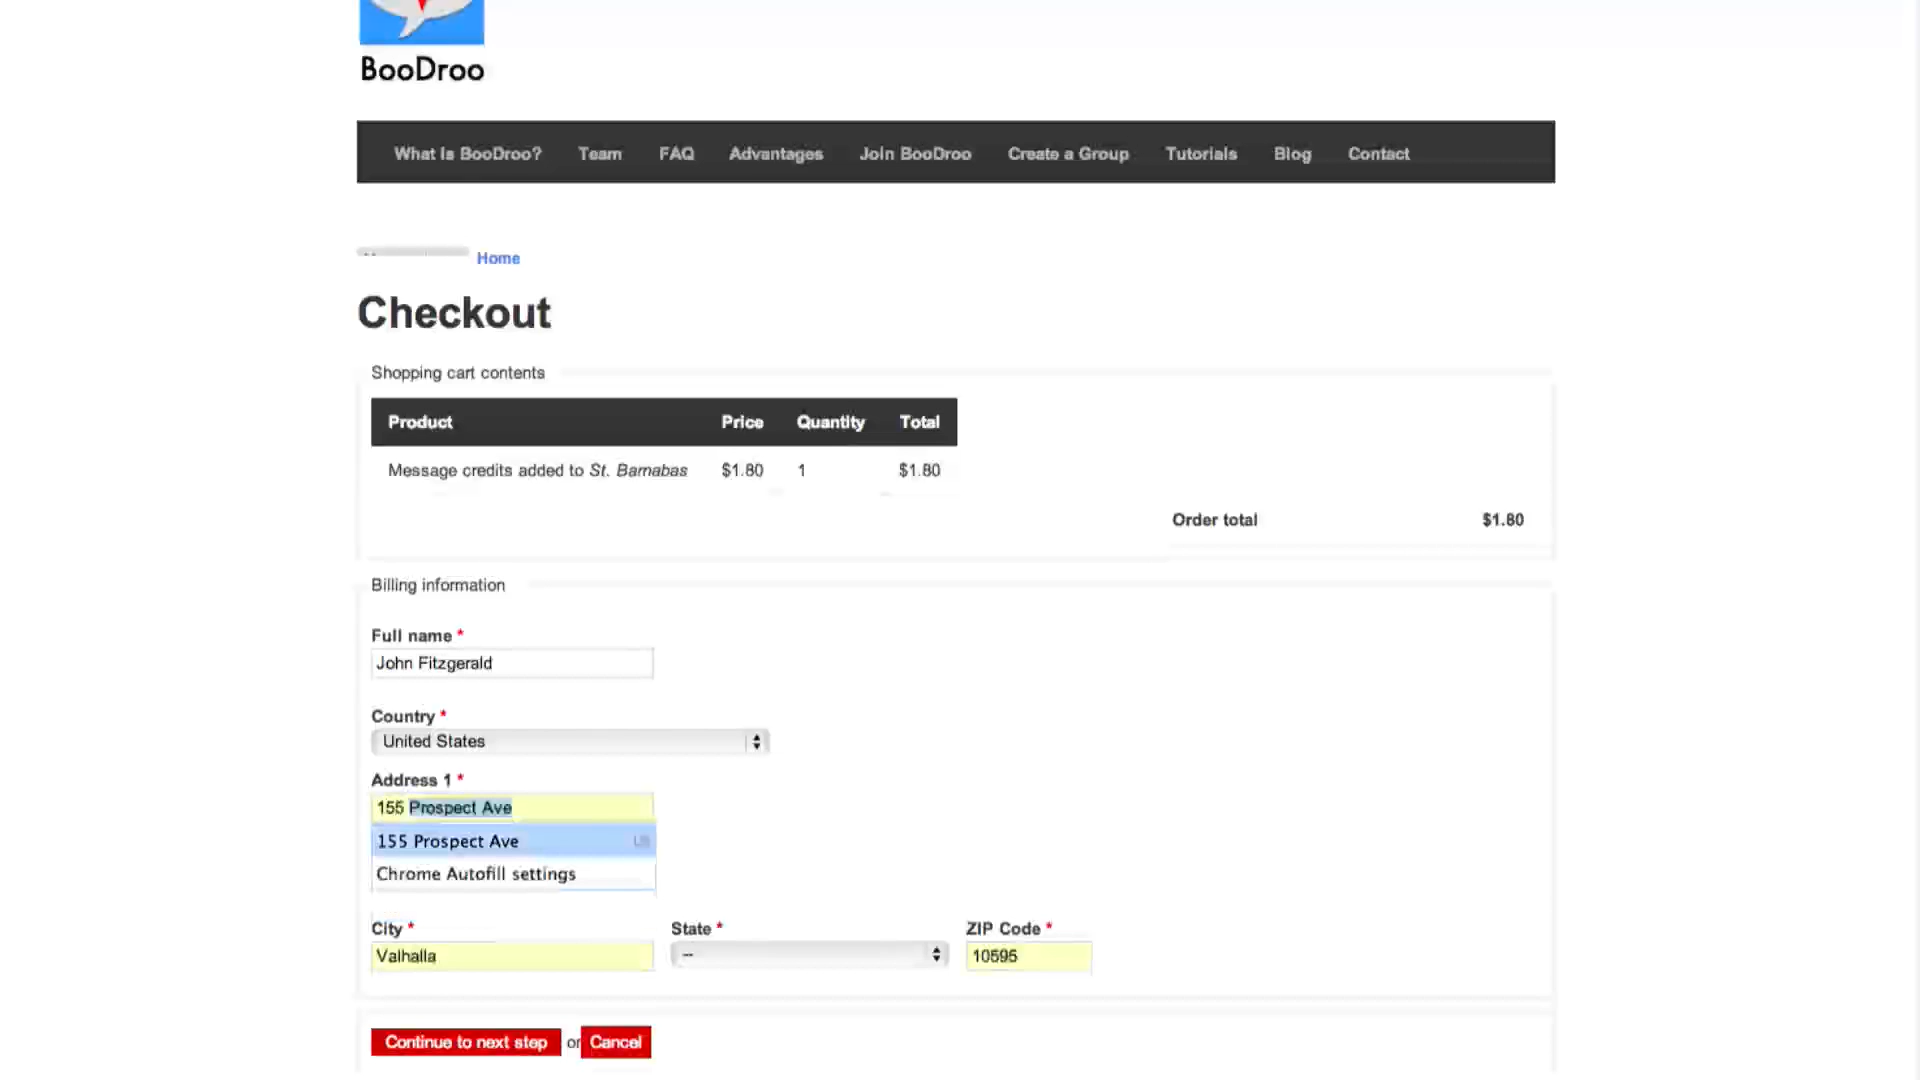 BooDroo
What is BooDroo? Team FAQ Advantages Join BooDroo Create a Group Tutorials Blog Contact
Home
Checkout
Shopping cart contents
Product Price Quantity Total
Message credits added to St. Barnabas $1.80 1 $1.80
Order total $1.80
Billing information
Full name *
John Fitzgerald
Country *
United States
Address 1 *
155 Prospect Ave
155 Prospect Ave
Chrome Autofill settings
City * State * ZIP Code *
Valhalla -- 10595
Continue to next step or Cancel